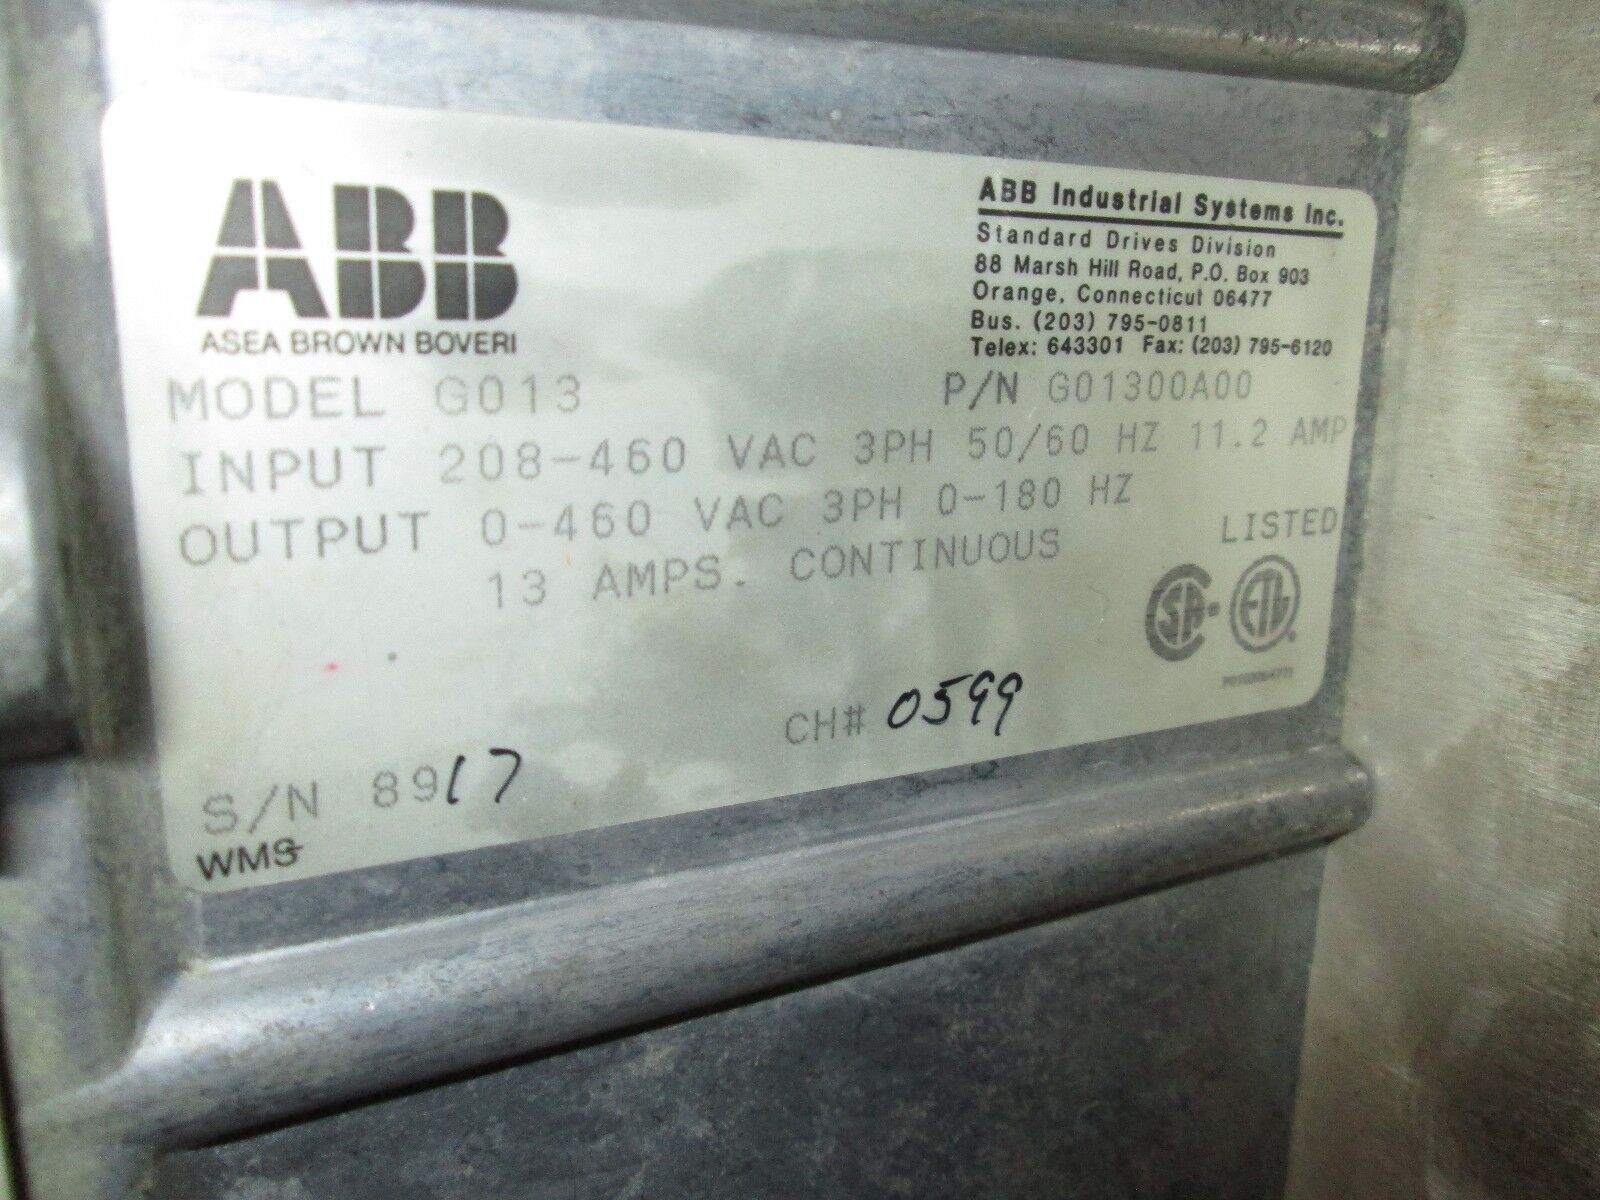 ABB
ASEA BROWN BOVERI
ABB Industrial Systems Inc.
Standard Drives Division
88 Marsh Hill Road, P.O. Box 903
Orange, Connecticut 06477
Bus. (203) 795-0811
Telex: 643301 Fax: (203) 795-6120
MODEL G013 P/N G01300A00
INPUT 208-460 VAC 3PH 50/60 HZ 11.2 AMP
OUTPUT 0-460 VAC 3PH 0-180 HZ
13 AMPS. CONTINUOUS
LISTED
SA ETL
CH# 0599
S/N 8917
WMS